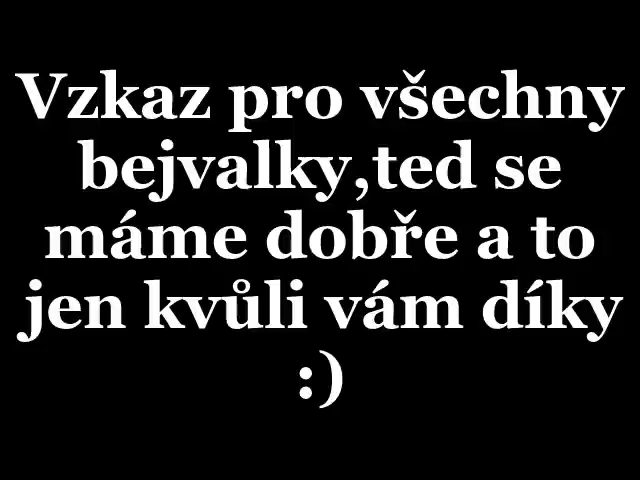 Vzkaz pro všechny
bejvalky,ted se
máme dobře a to
jen kvůli vám díky
:)